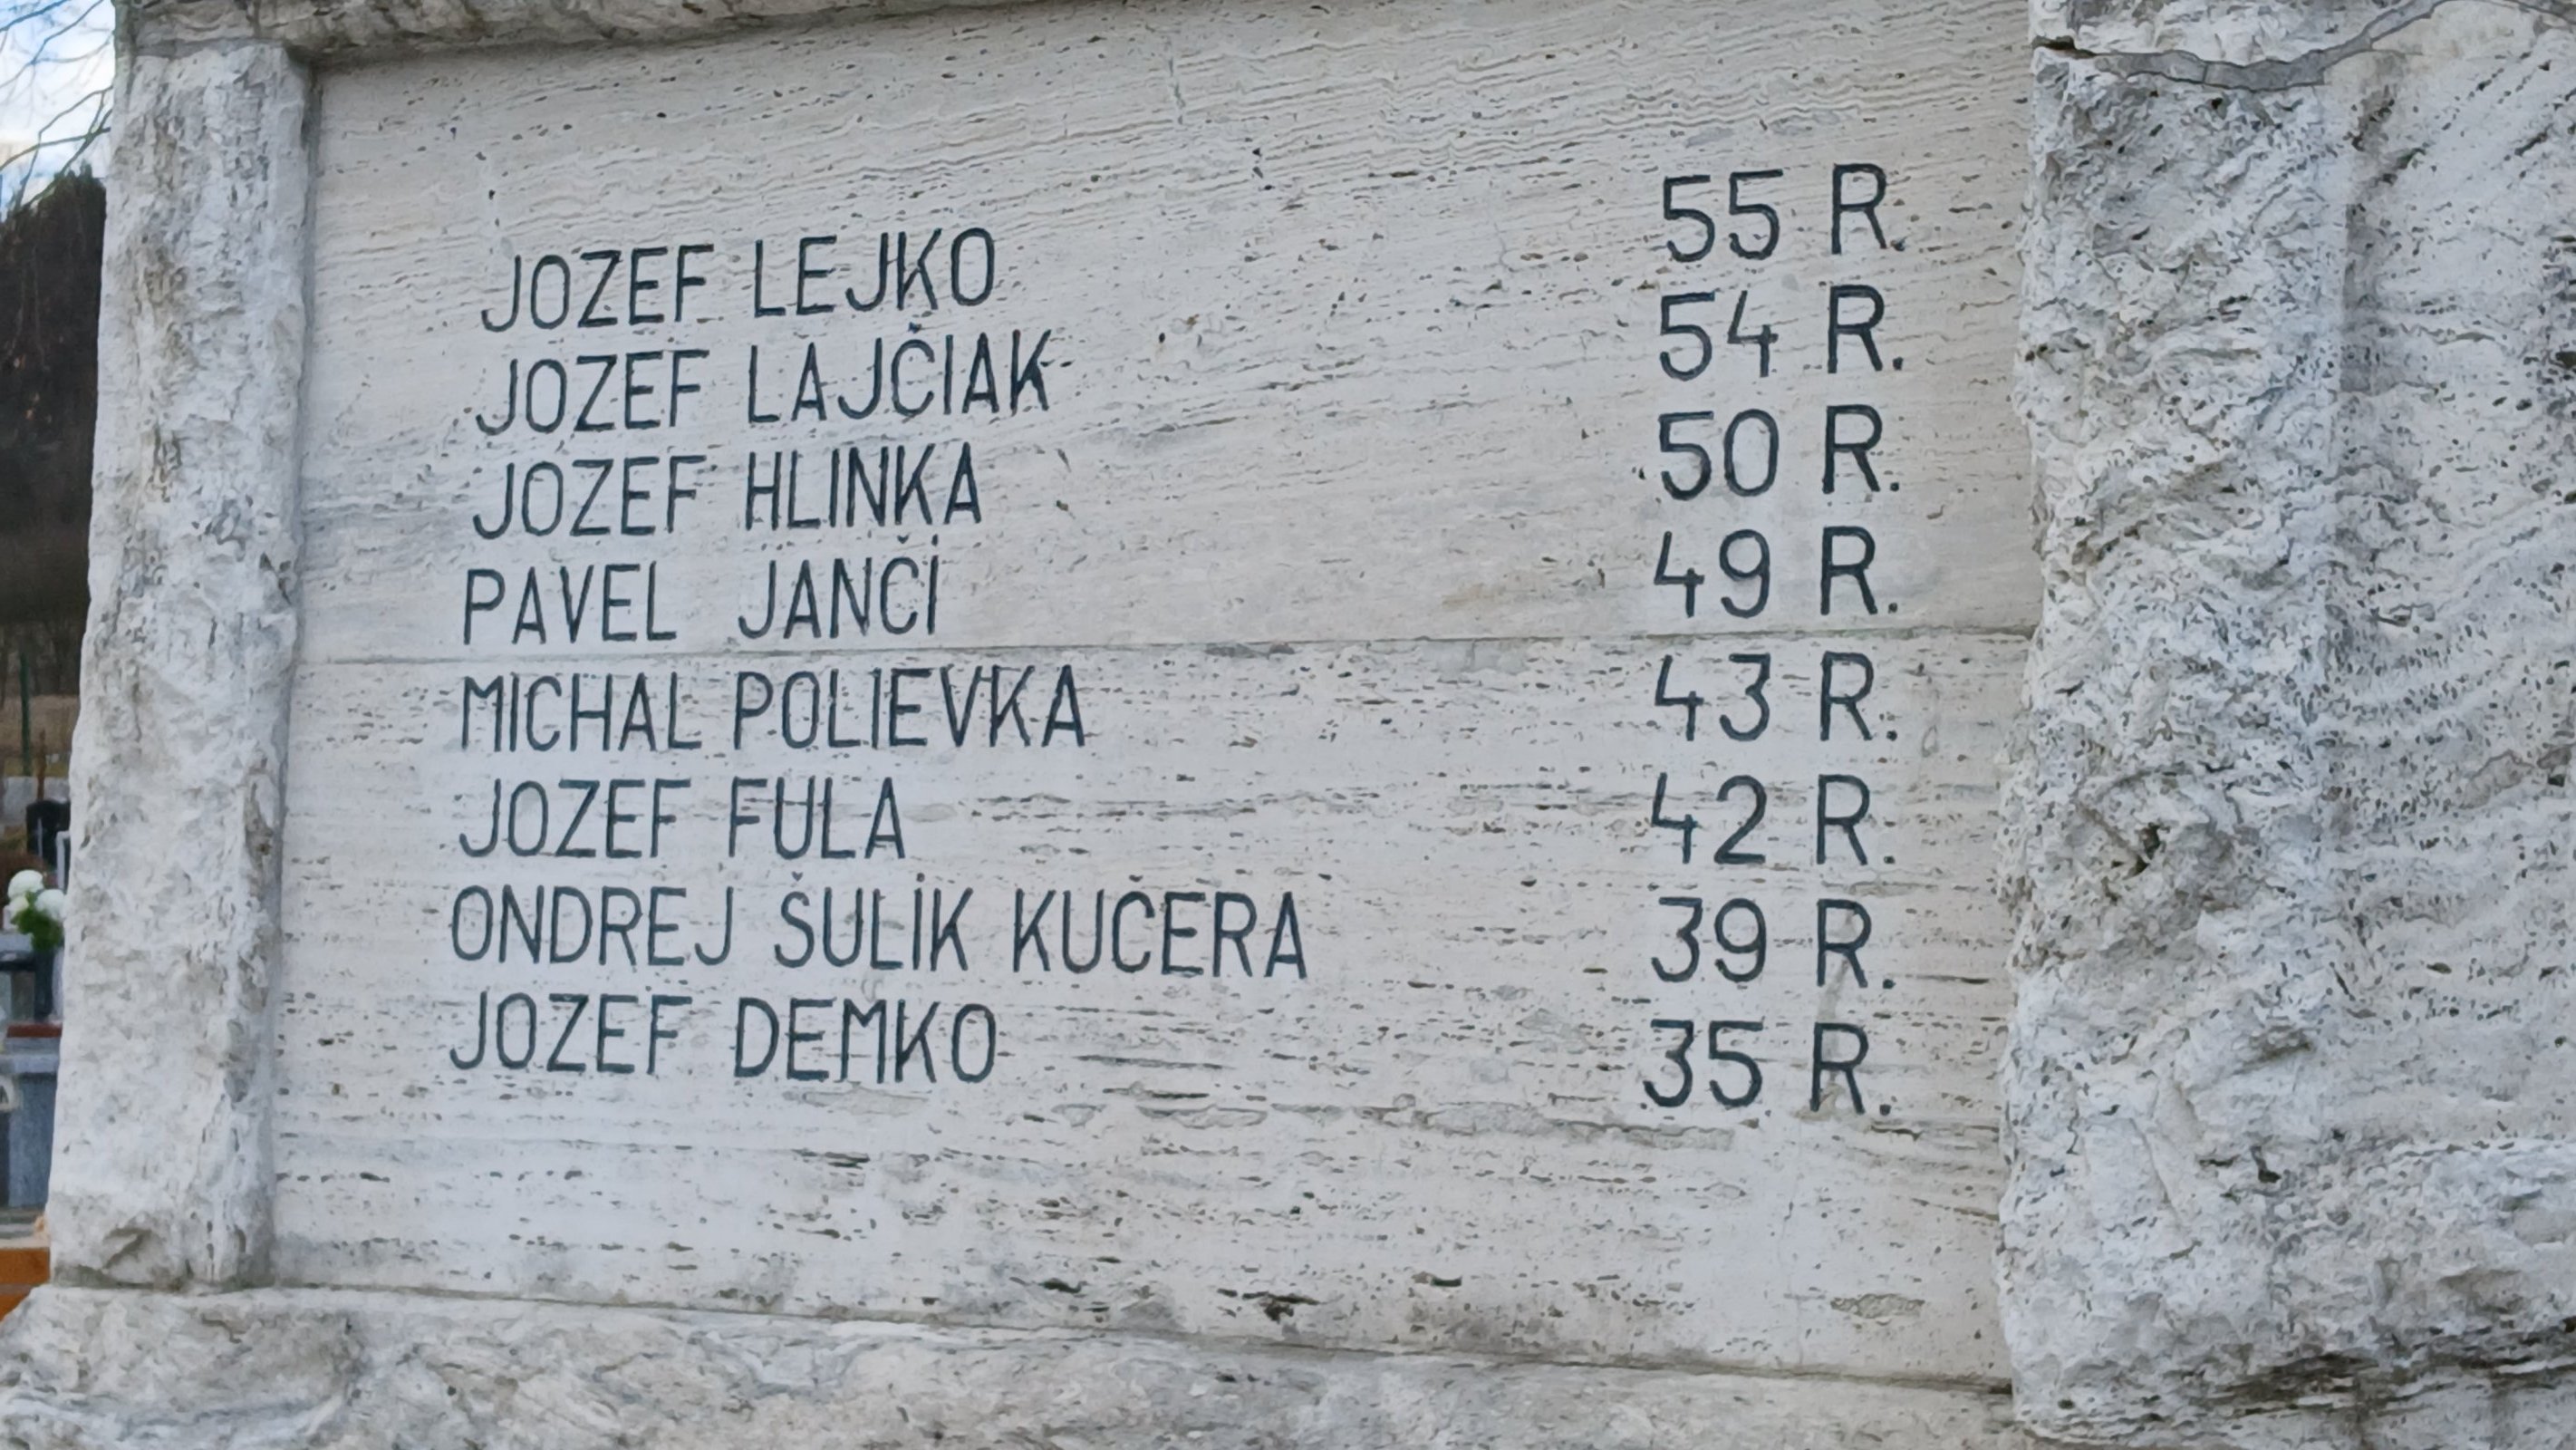 JOZEF LEJKO 55 R.
JOZEF LAJČIAK 54 R.
JOZEF HLINKA 50 R.
PAVEL JANČÍ 49 R.
MICHAL POLIEVKA 43 R.
JOZEF FULA 42 R.
ONDREJ ŠULÍK KUČERA 39 R.
JOZEF DEMKO 35 R.